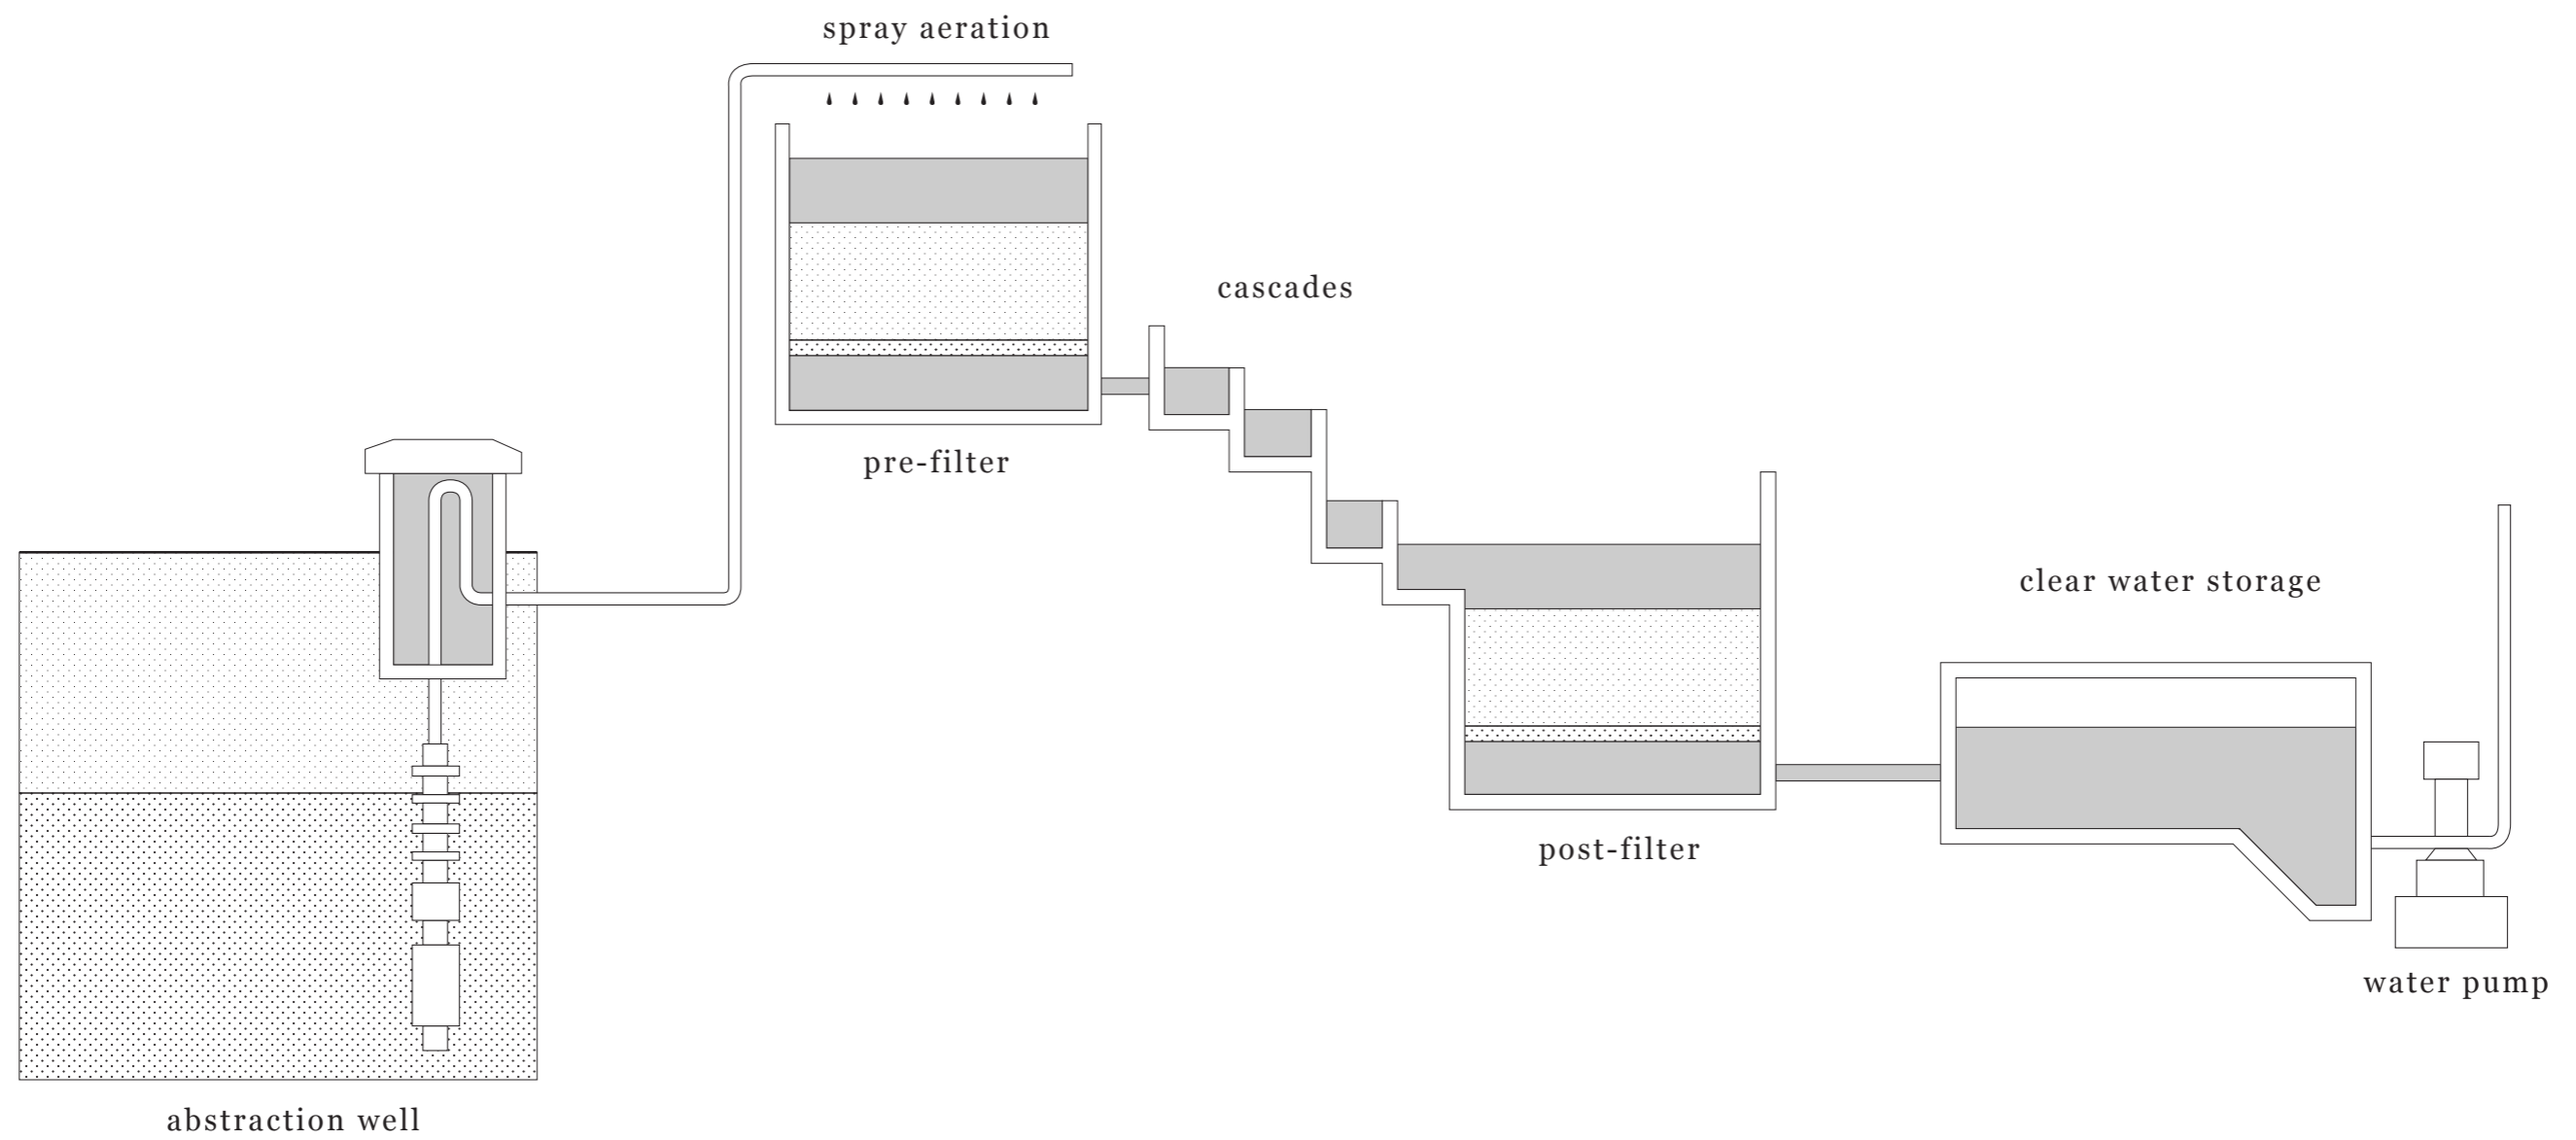 spray aeration
cascades
pre-filter
clear water storage
post-filter
water pump
abstraction well